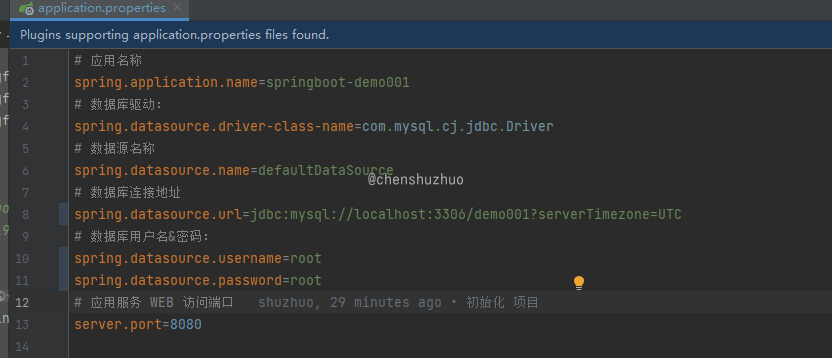 application.properties
Plugins supporting application.properties files found.
1 # 应用名称
2 spring.application.name=springboot-demo001
3 # 数据库驱动:
4 spring.datasource.driver-class-name=com.mysql.cj.jdbc.Driver
5 # 数据源名称
6 spring.datasource.name=defaultDataSource
@chenshuzhuo
7 # 数据库连接地址
8 spring.datasource.url=jdbc:mysql://localhost:3306/demo001?serverTimezone=UTC
9 # 数据库用户名&密码:
10 spring.datasource.username=root
11 spring.datasource.password=root
12 # 应用服务 WEB 访问端口 shuzhuo, 29 minutes ago • 初始化 项目
13 server.port=8080
14